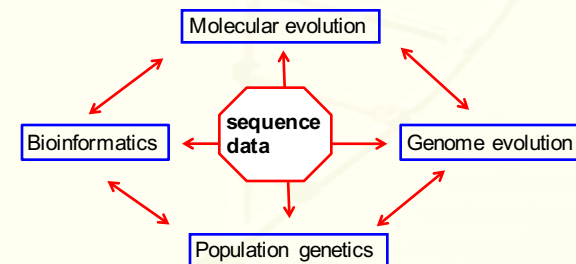 Molecular evolution
sequence
data
Bioinformatics
Genome evolution
Population genetics